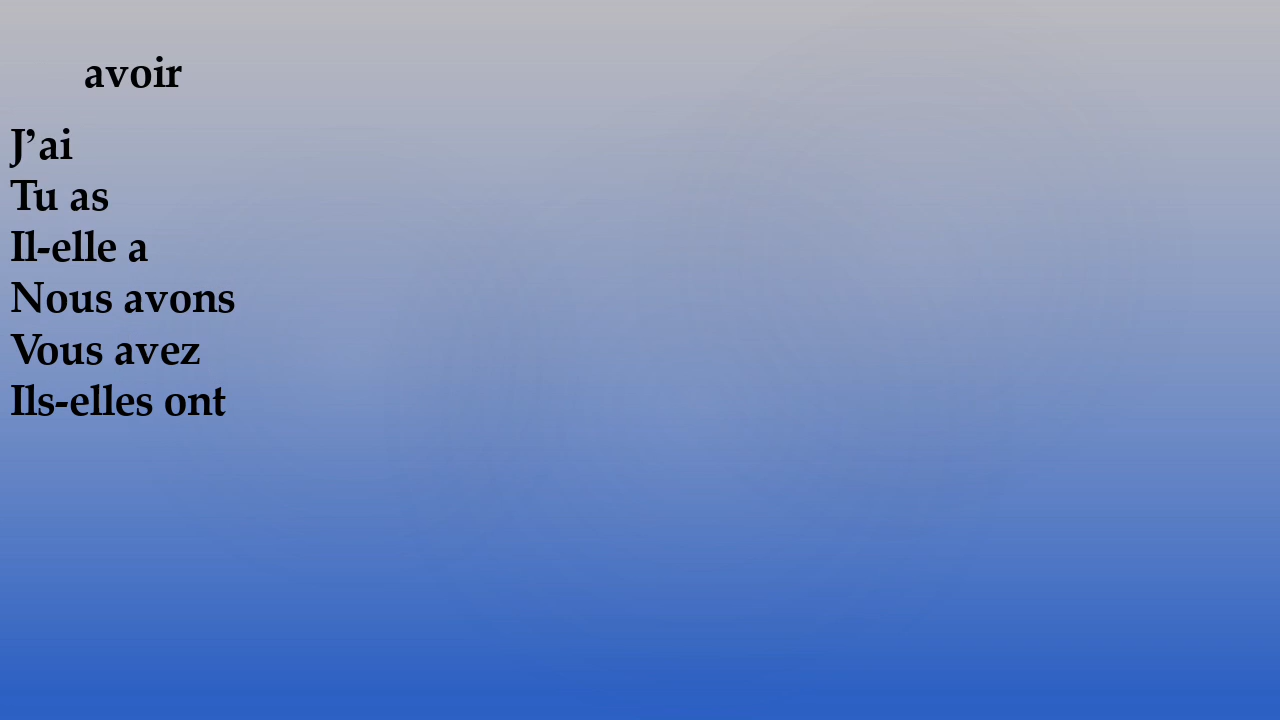 avoir
J’ai
Tu as
Il-elle a
Nous avons
Vous avez
Ils-elles ont